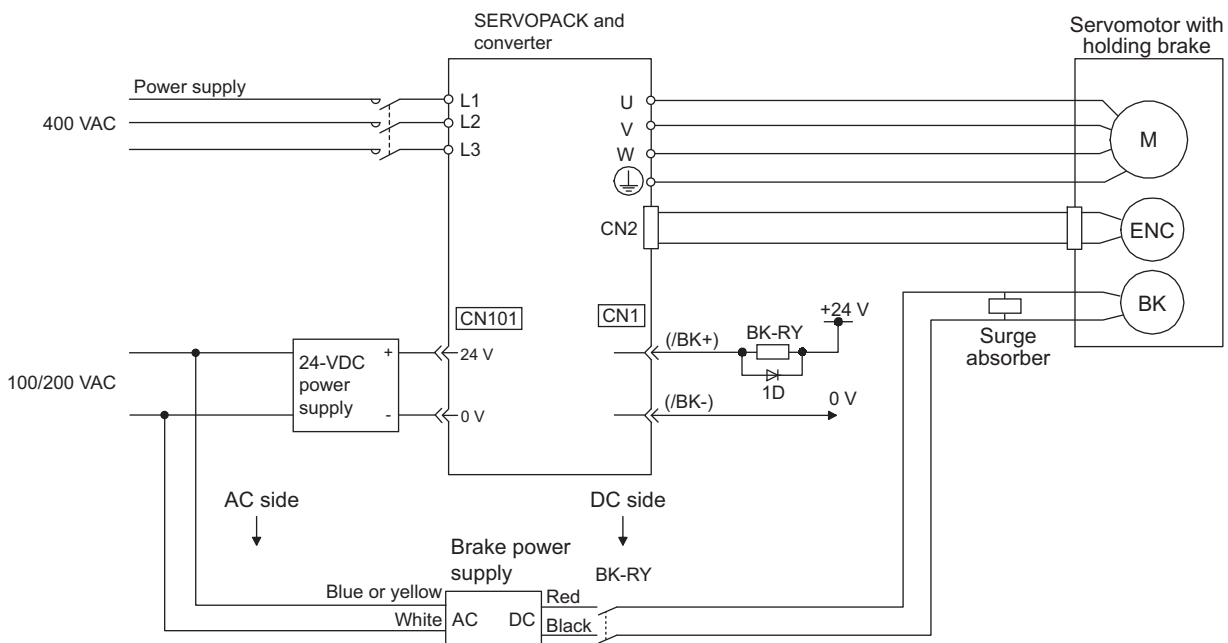 SERVOPACK and
converter
Servomotor with
holding brake
Power supply
400 VAC
L1
L2
L3
U
V
W
M
CN2
ENC
CN101
CN1
BK
+24 V
(/BK+)
BK-RY
Surge
absorber
1D
100/200 VAC
24-VDC
power
supply
+
-
24 V
0 V
(/BK-)
0 V
AC side
DC side
Brake power
supply
BK-RY
Blue or yellow
White
AC
DC
Red
Black